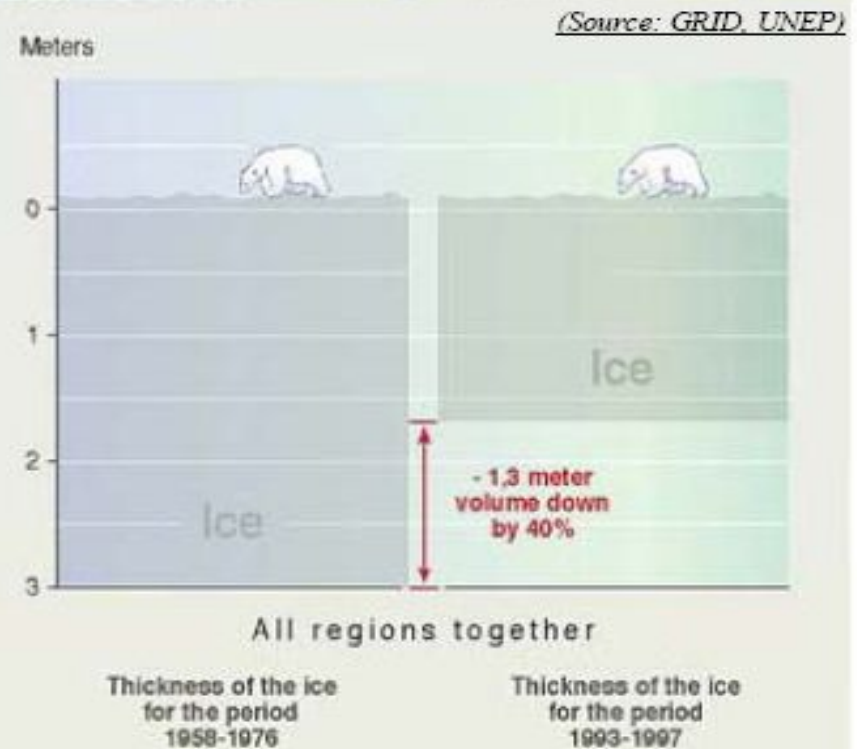 (Source: GRID, UNEP)
Meters
0
1
2
3
Ice
Ice
- 1,3 meter
volume down
by 40%
All regions together
Thickness of the ice
for the period
1958-1976
Thickness of the ice
for the period
1993-1997